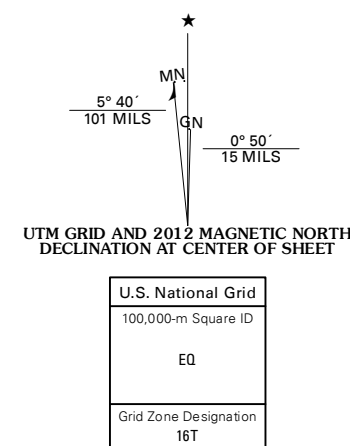 ★
MN
5° 40´
101 MILS
GN
0° 50´
15 MILS
UTM GRID AND 2012 MAGNETIC NORTH
DECLINATION AT CENTER OF SHEET
U.S. National Grid
100,000-m Square ID
EQ
Grid Zone Designation
16T